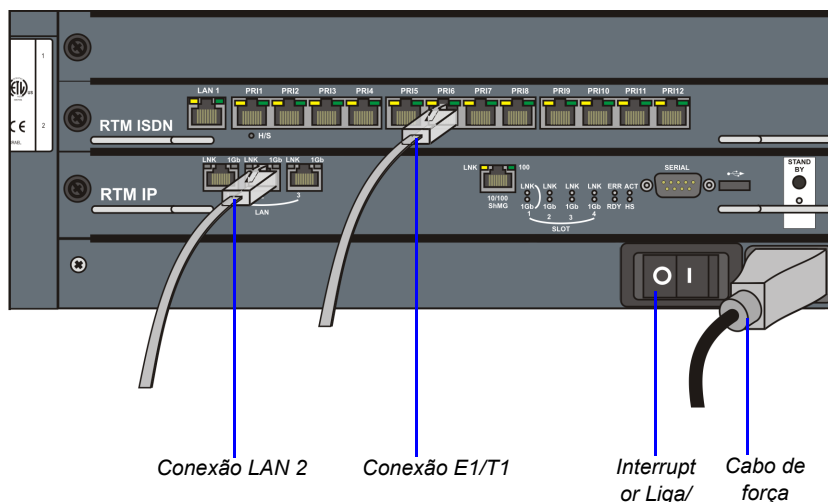 1
LAN 1 PRI1 PRI2 PRI3 PRI4 PRI5 PRI6 PRI7 PRI8 PRI9 PRI10 PRI11 PRI12
2
RTM ISDN
H/S
RTM IP
LNK 1Gb LNK 1Gb LNK 1Gb
3
LAN
LNK 100
10/100
ShMG
LNK LNK LNK LNK ERR ACT
1Gb 1Gb 1Gb 1Gb RDY HS
1 2 3 4
SLOT
SERIAL
STAND
BY
O I
Conexão LAN 2
Conexão E1/T1
Interrupt
or Liga/
Cabo de
força